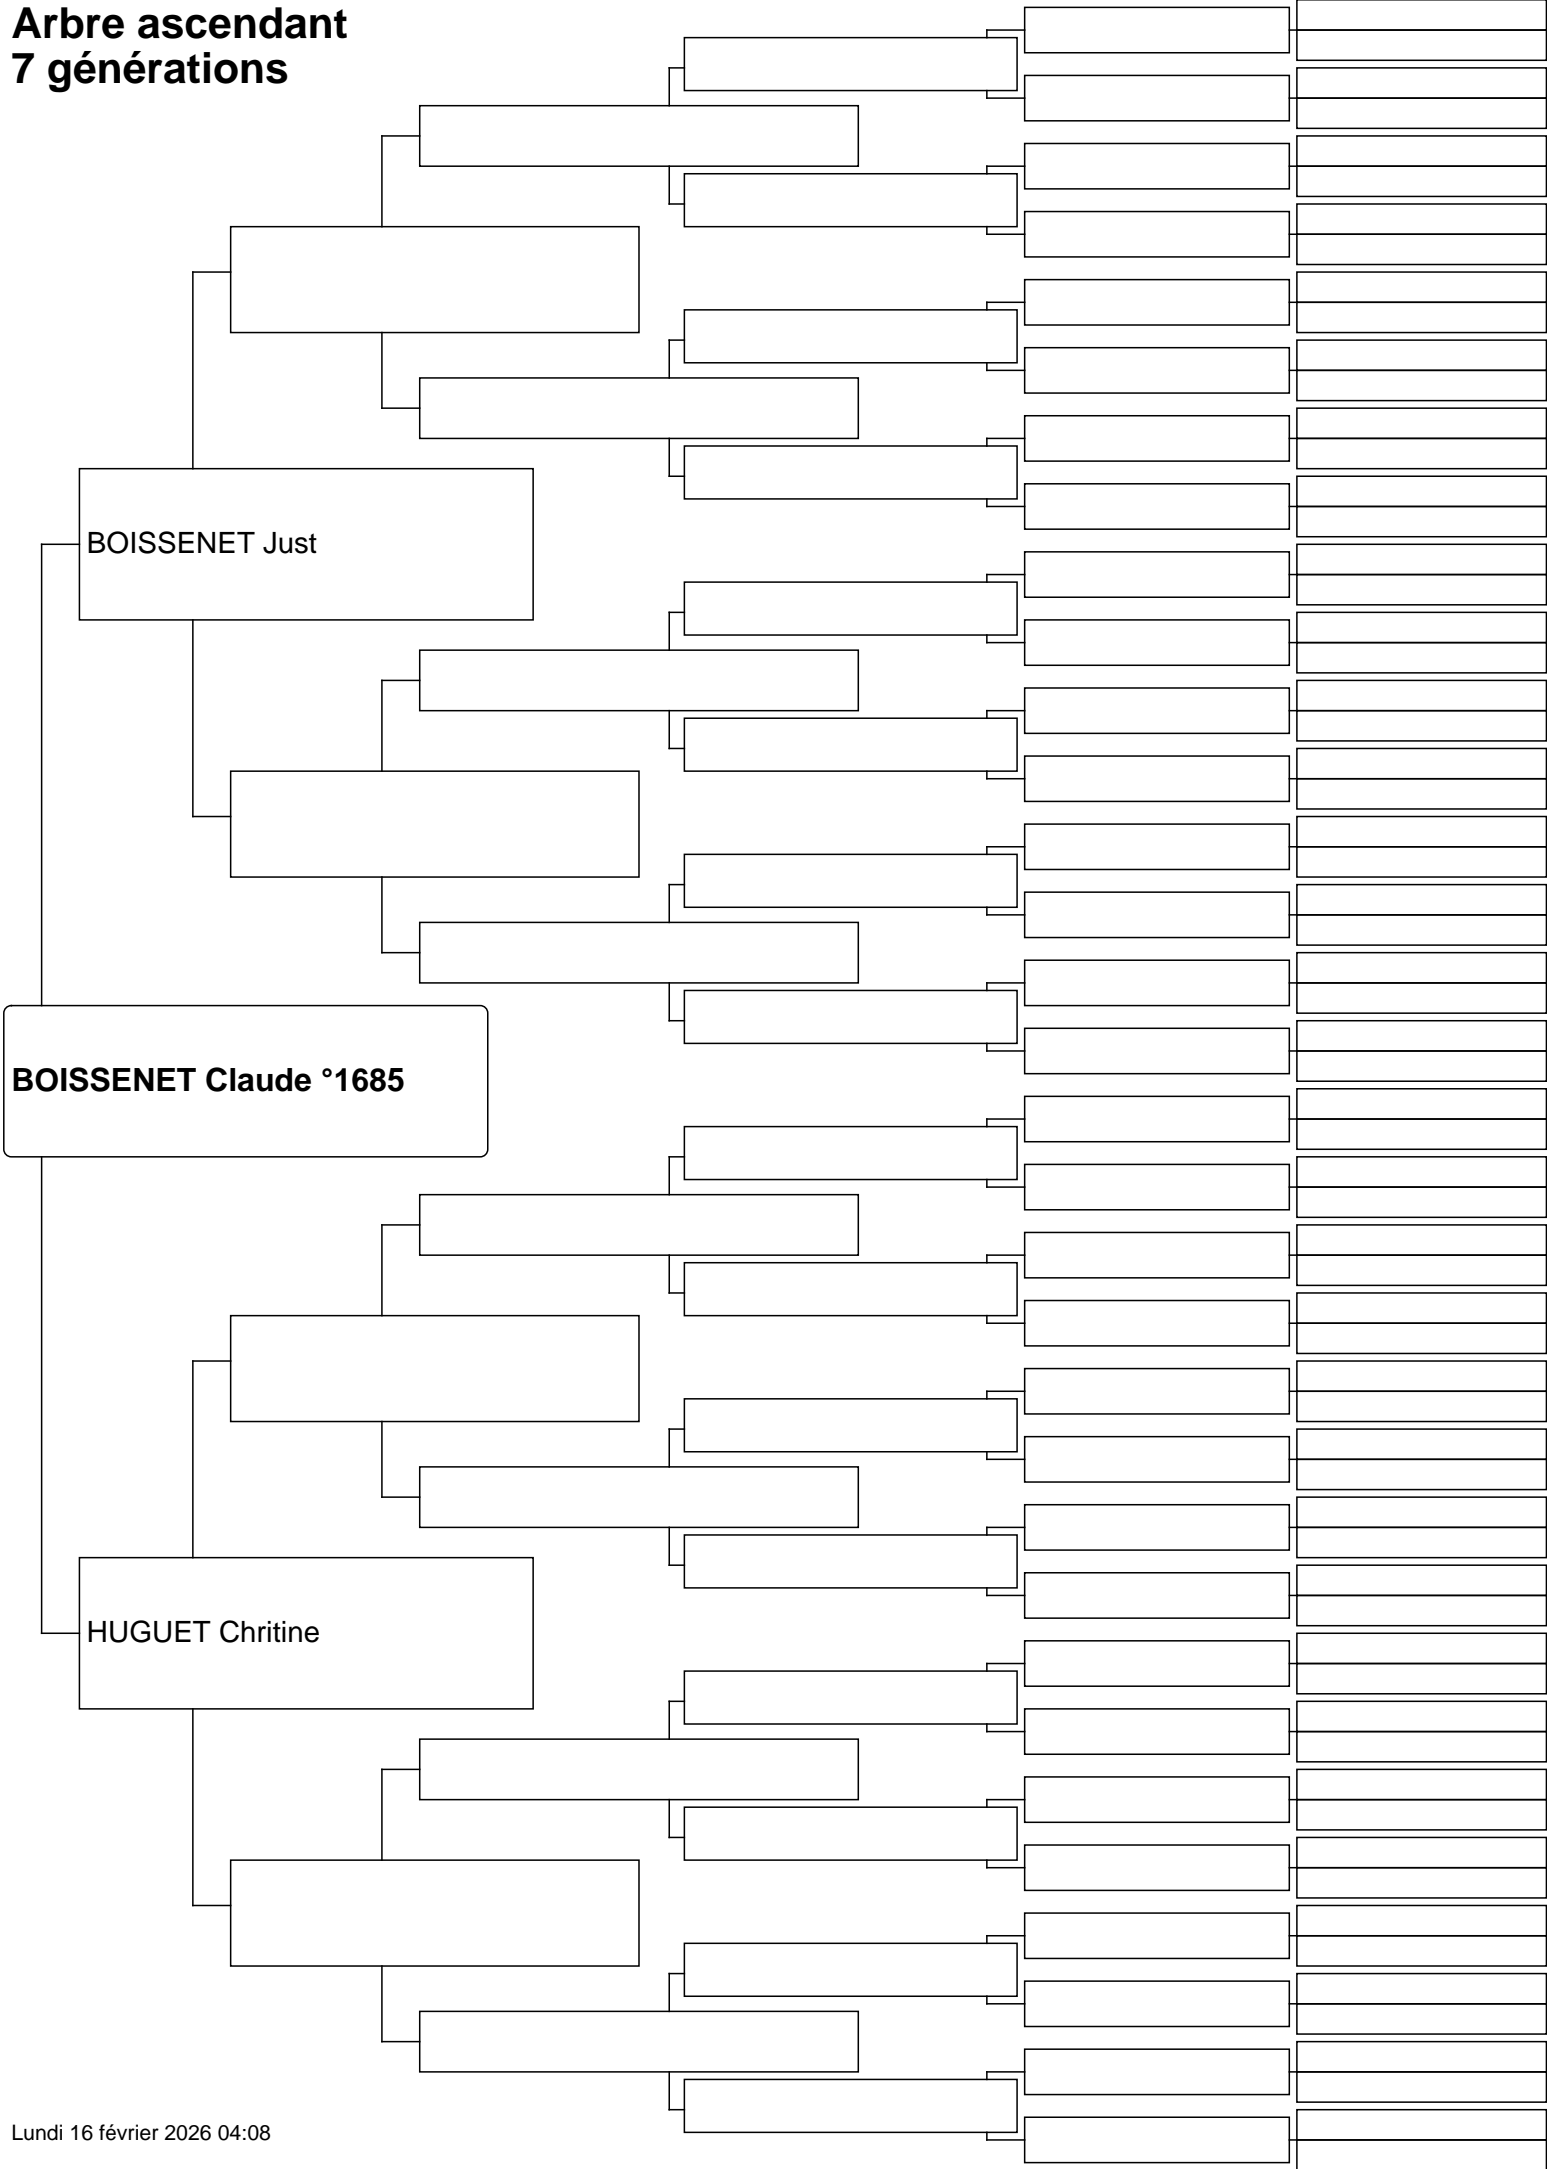 Arbre ascendant
7 générations
BOISSENET Just
BOISSENET Claude °1685
HUGUET Chritine
Lundi 16 février 2026 04:08